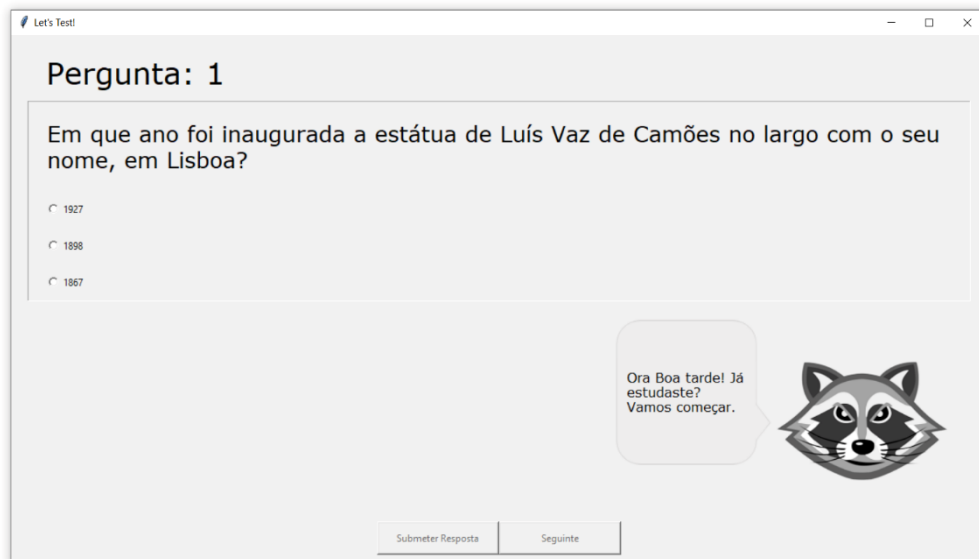 Let's Test!
Pergunta: 1
Em que ano foi inaugurada a estátua de Luís Vaz de Camões no largo com o seu
nome, em Lisboa?
1927
1898
1867
Ora Boa tarde! Já
estudaste?
Vamos começar.
Submeter Resposta
Seguinte